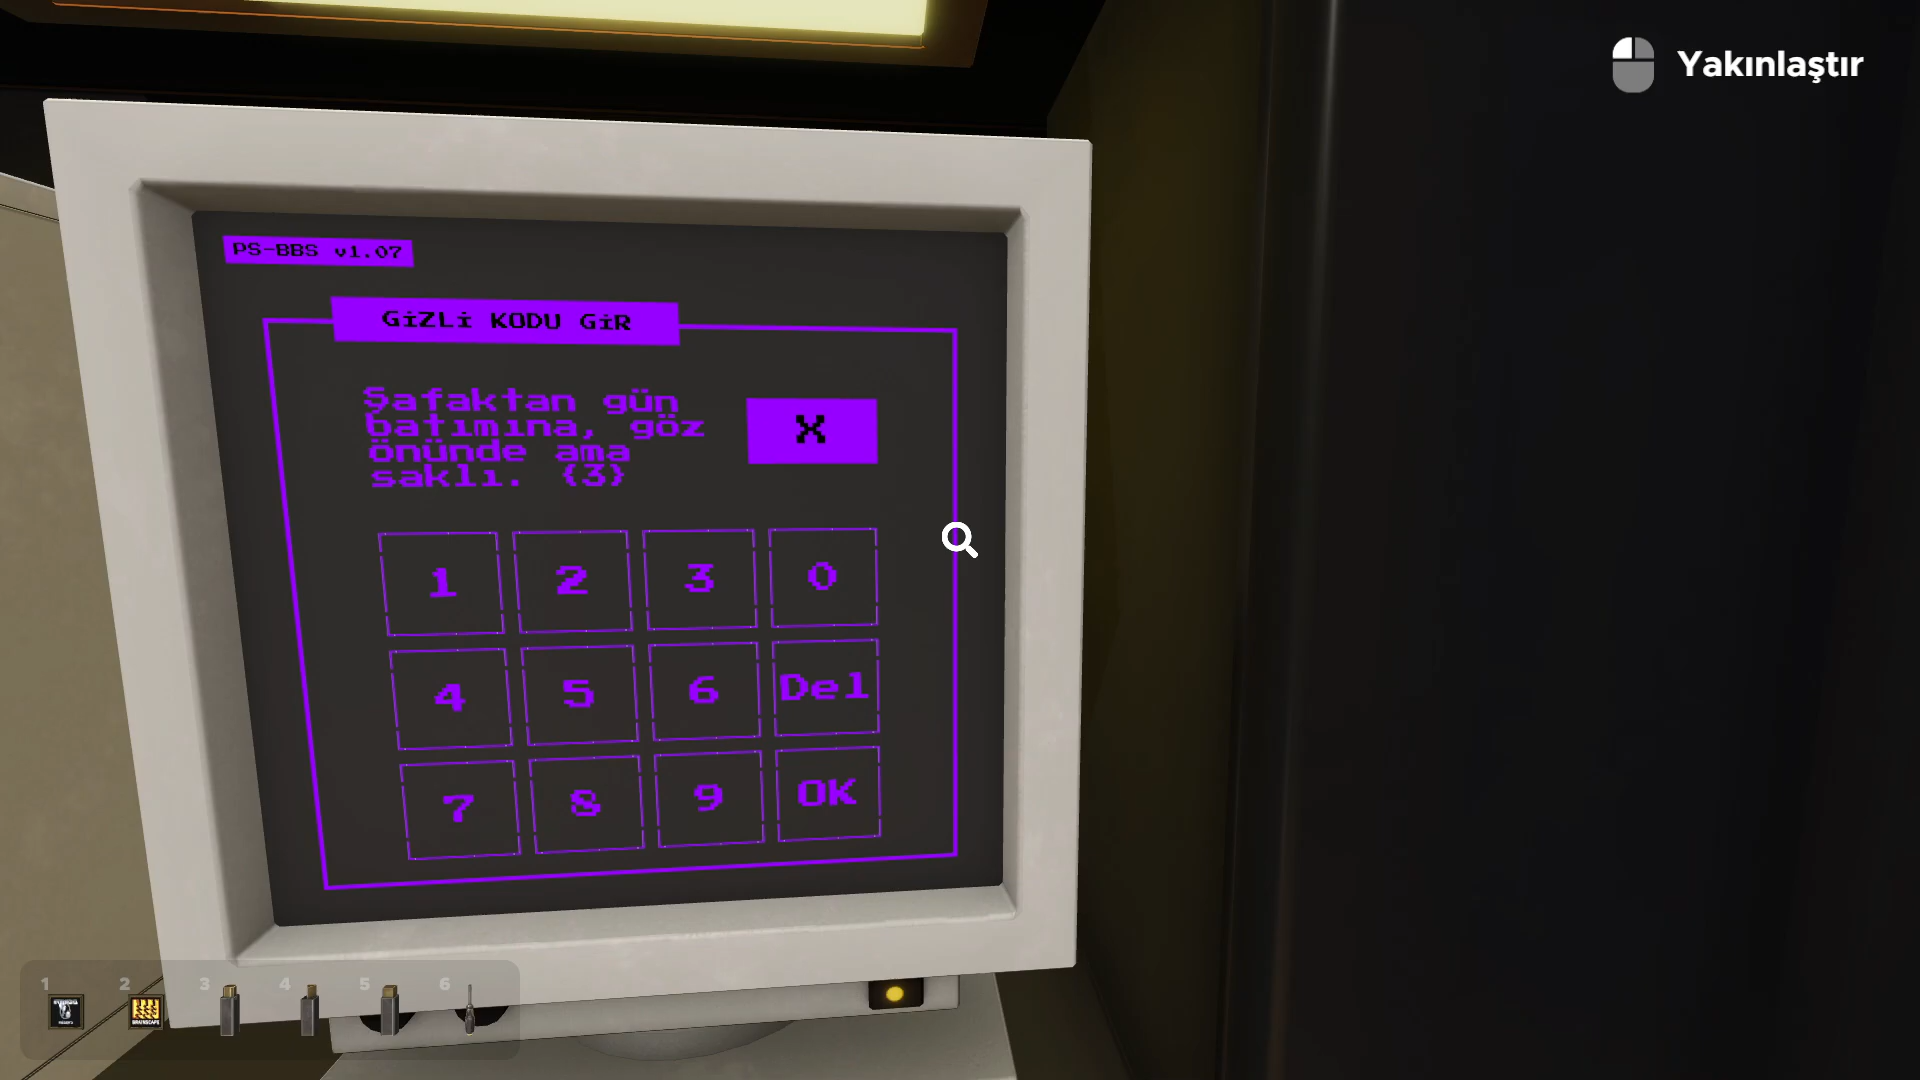 Yakınlaştır
PS-BBS v1.07
GiZLi KODU GiR
Şafaktan gün
batımına, göz
önünde ama
saklı. {3}
X
1 2 3 0
4 5 6 Del
7 8 9 OK
1 2 3 4 5 6